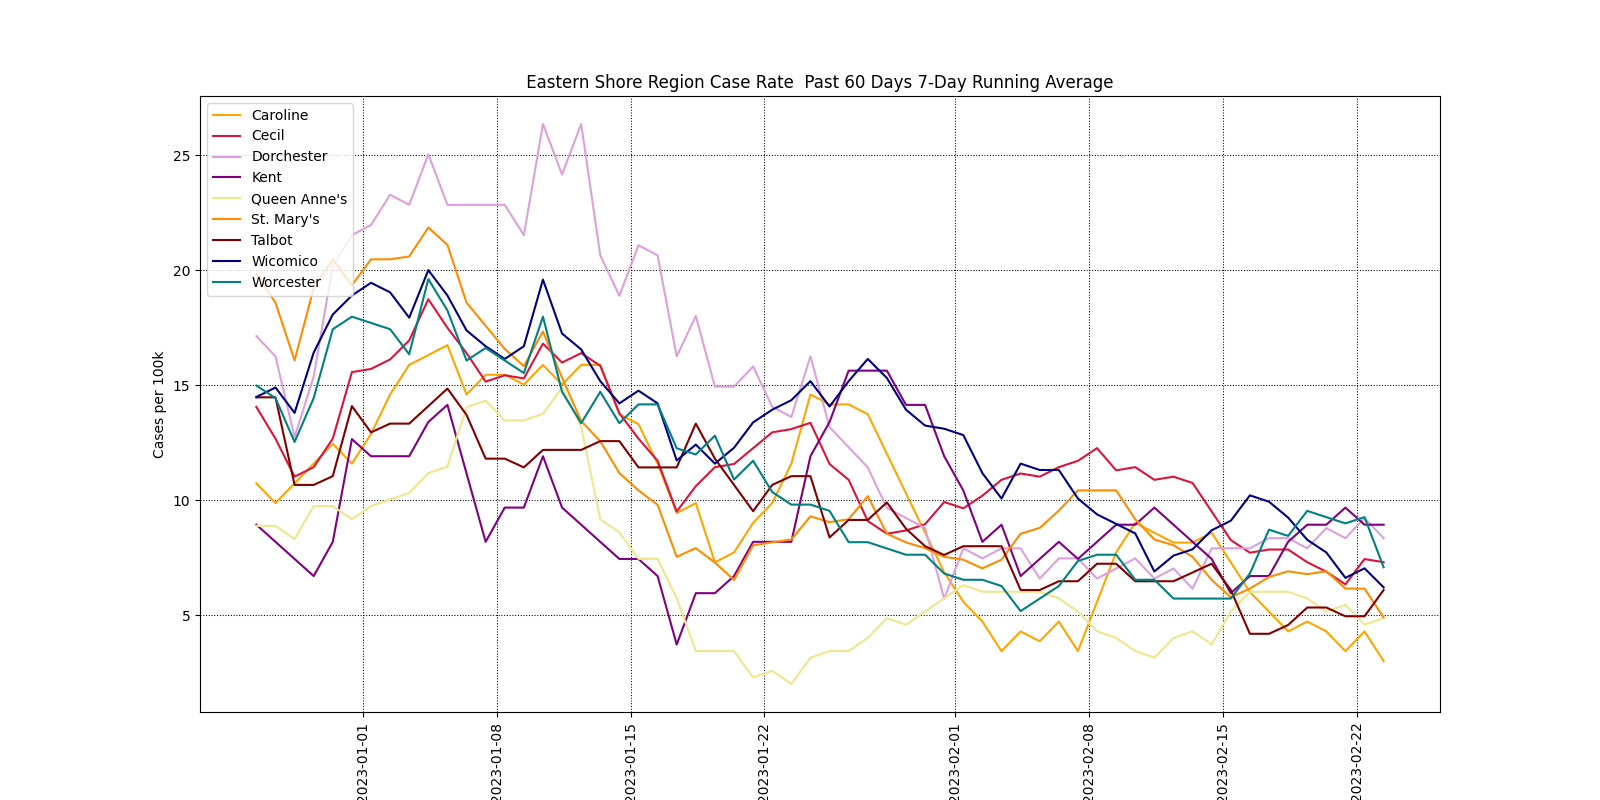 Eastern Shore Region Case Rate  Past 60 Days 7-Day Running Average
Caroline
Cecil
Dorchester
Kent
Queen Anne's
St. Mary's
Talbot
Wicomico
Worcester
Cases per 100k
25
20
15
10
5
2023-01-01
2023-01-08
2023-01-15
2023-01-22
2023-02-01
2023-02-08
2023-02-15
2023-02-22